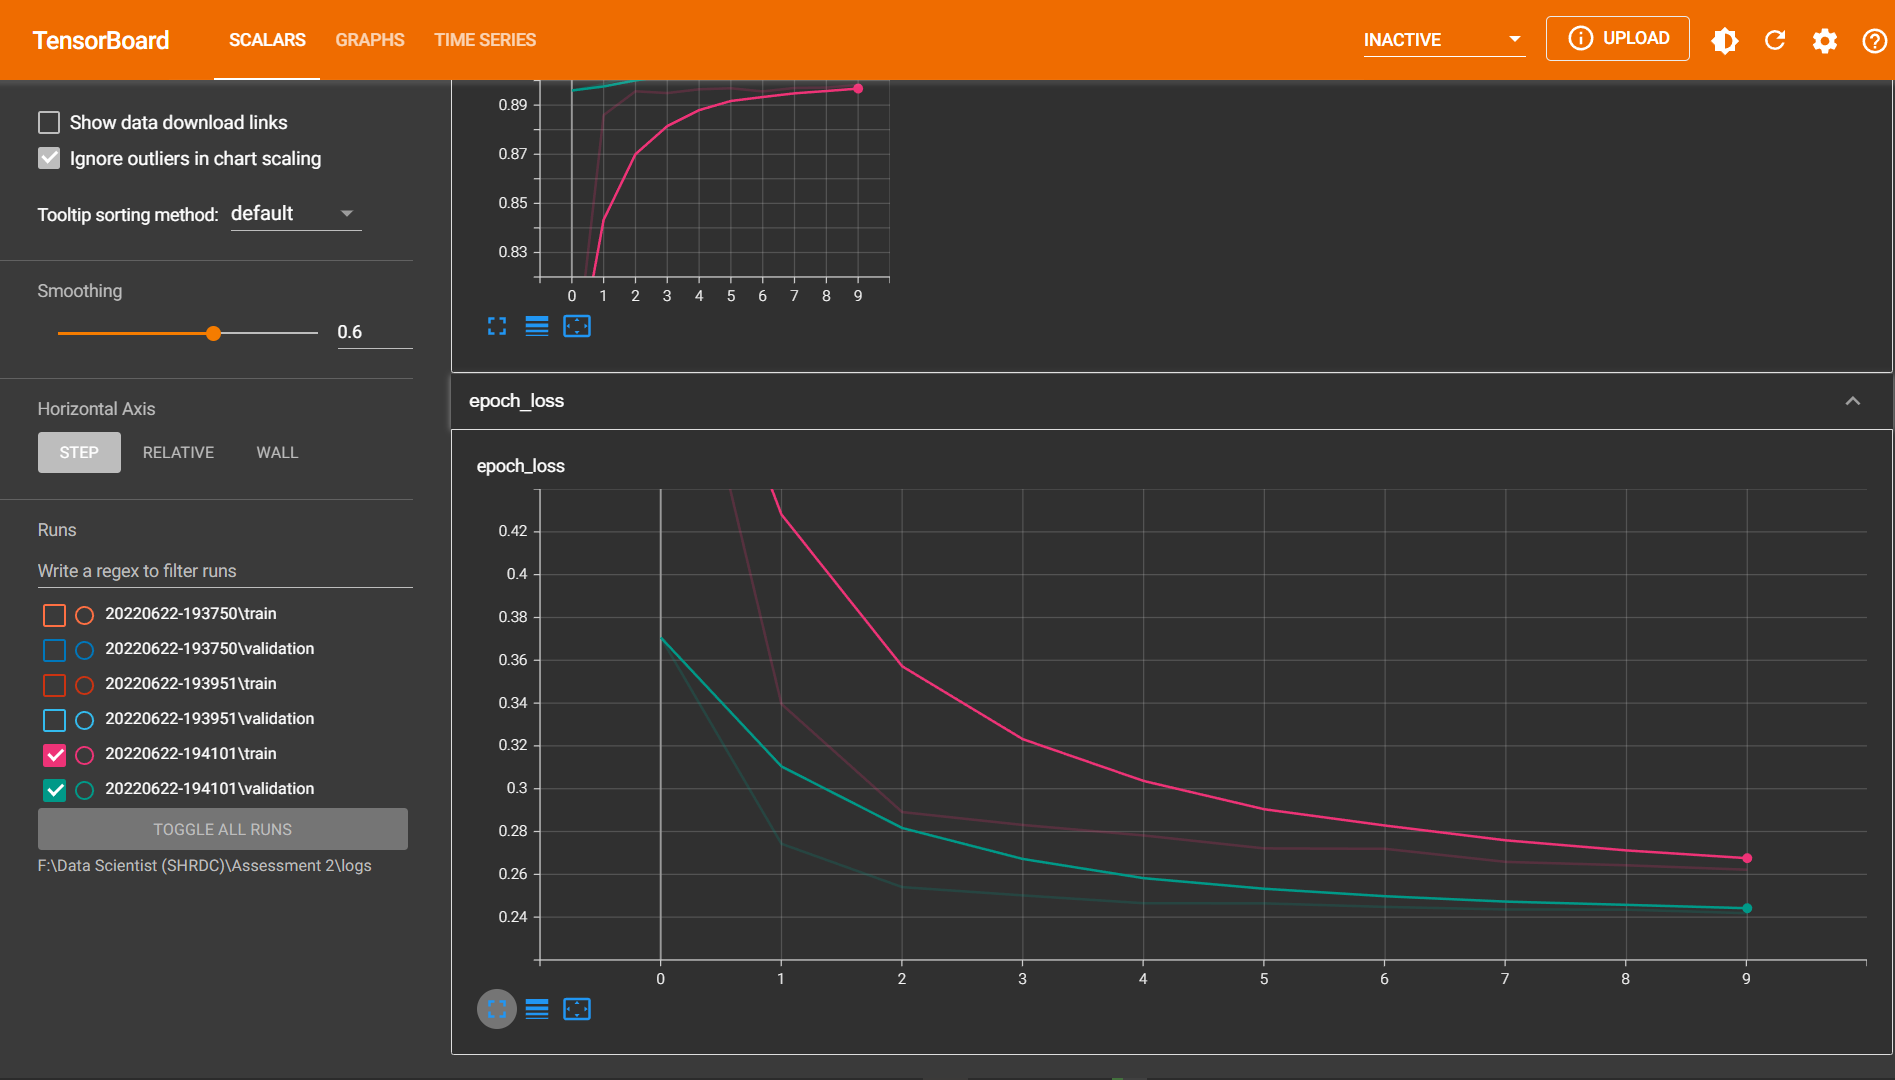 TensorBoard
SCALARS
GRAPHS
TIME SERIES
INACTIVE
UPLOAD
Show data download links
Ignore outliers in chart scaling
Tooltip sorting method: default
Smoothing
0.6
Horizontal Axis
STEP
RELATIVE
WALL
Runs
Write a regex to filter runs
20220622-193750\train
20220622-193750\validation
20220622-193951\train
20220622-193951\validation
20220622-194101\train
20220622-194101\validation
TOGGLE ALL RUNS
F:\Data Scientist (SHRDC)\Assessment 2\logs
0.89
0.87
0.85
0.83
0 1 2 3 4 5 6 7 8 9
epoch_loss
epoch_loss
0.42
0.4
0.38
0.36
0.34
0.32
0.3
0.28
0.26
0.24
0 1 2 3 4 5 6 7 8 9